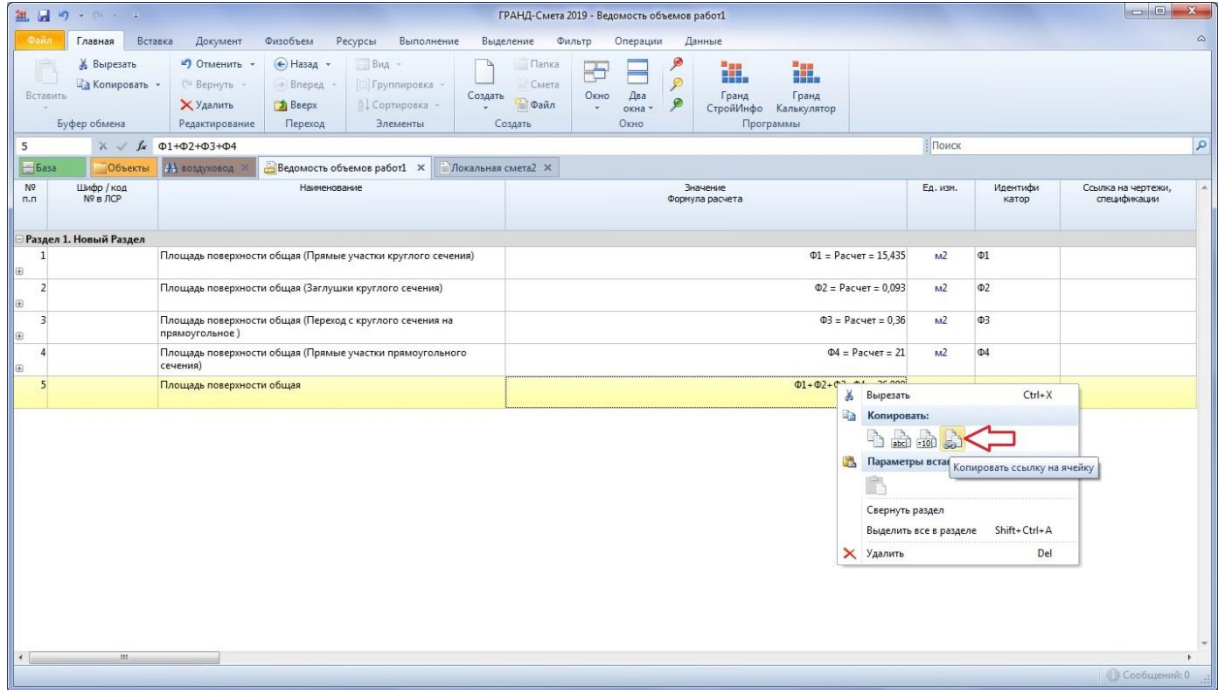 ГРАНД-Смета 2019 - Ведомость объемов работ1
Файл Главная Вставка Документ Физобъем Ресурсы Выполнение Выделение Фильтр Операции Данные
Вставить
Вырезать
Копировать
Буфер обмена
Отменить
Вернуть
Удалить
Редактирование
Назад
Вперед
Вверх
Переход
Вид
Группировка
Сортировка
Элементы
Создать
Папка
Смета
Файл
Создать
Окно
Два окна
Окно
Гранд СтройИнфо
Гранд Калькулятор
Программы
5 fx Ф1+Ф2+Ф3+Ф4 Поиск
База Объекты воздуховод Ведомость объемов работ1 Локальная смета2
№ п.п
Шифр / код № в ЛСР
Наименование
Значение
Формула расчета
Ед. изм.
Идентификатор
Ссылка на чертежи, спецификации
Раздел 1. Новый Раздел
1 Площадь поверхности общая (Прямые участки круглого сечения) Ф1 = Расчет = 15,435 м2 Ф1
2 Площадь поверхности общая (Заглушки круглого сечения) Ф2 = Расчет = 0,093 м2 Ф2
3 Площадь поверхности общая (Переход с круглого сечения на Ф3 = Расчет = 0,36 м2 Ф3
прямоугольное )
4 Площадь поверхности общая (Прямые участки прямоугольного Ф4 = Расчет = 21 м2 Ф4
сечения)
5 Площадь поверхности общая
Вырезать Ctrl+X
Копировать:
abc =10
Параметры вста
Копировать ссылку на ячейку
Свернуть раздел
Выделить все в разделе Shift+Ctrl+A
Удалить Del
Сообщений: 0